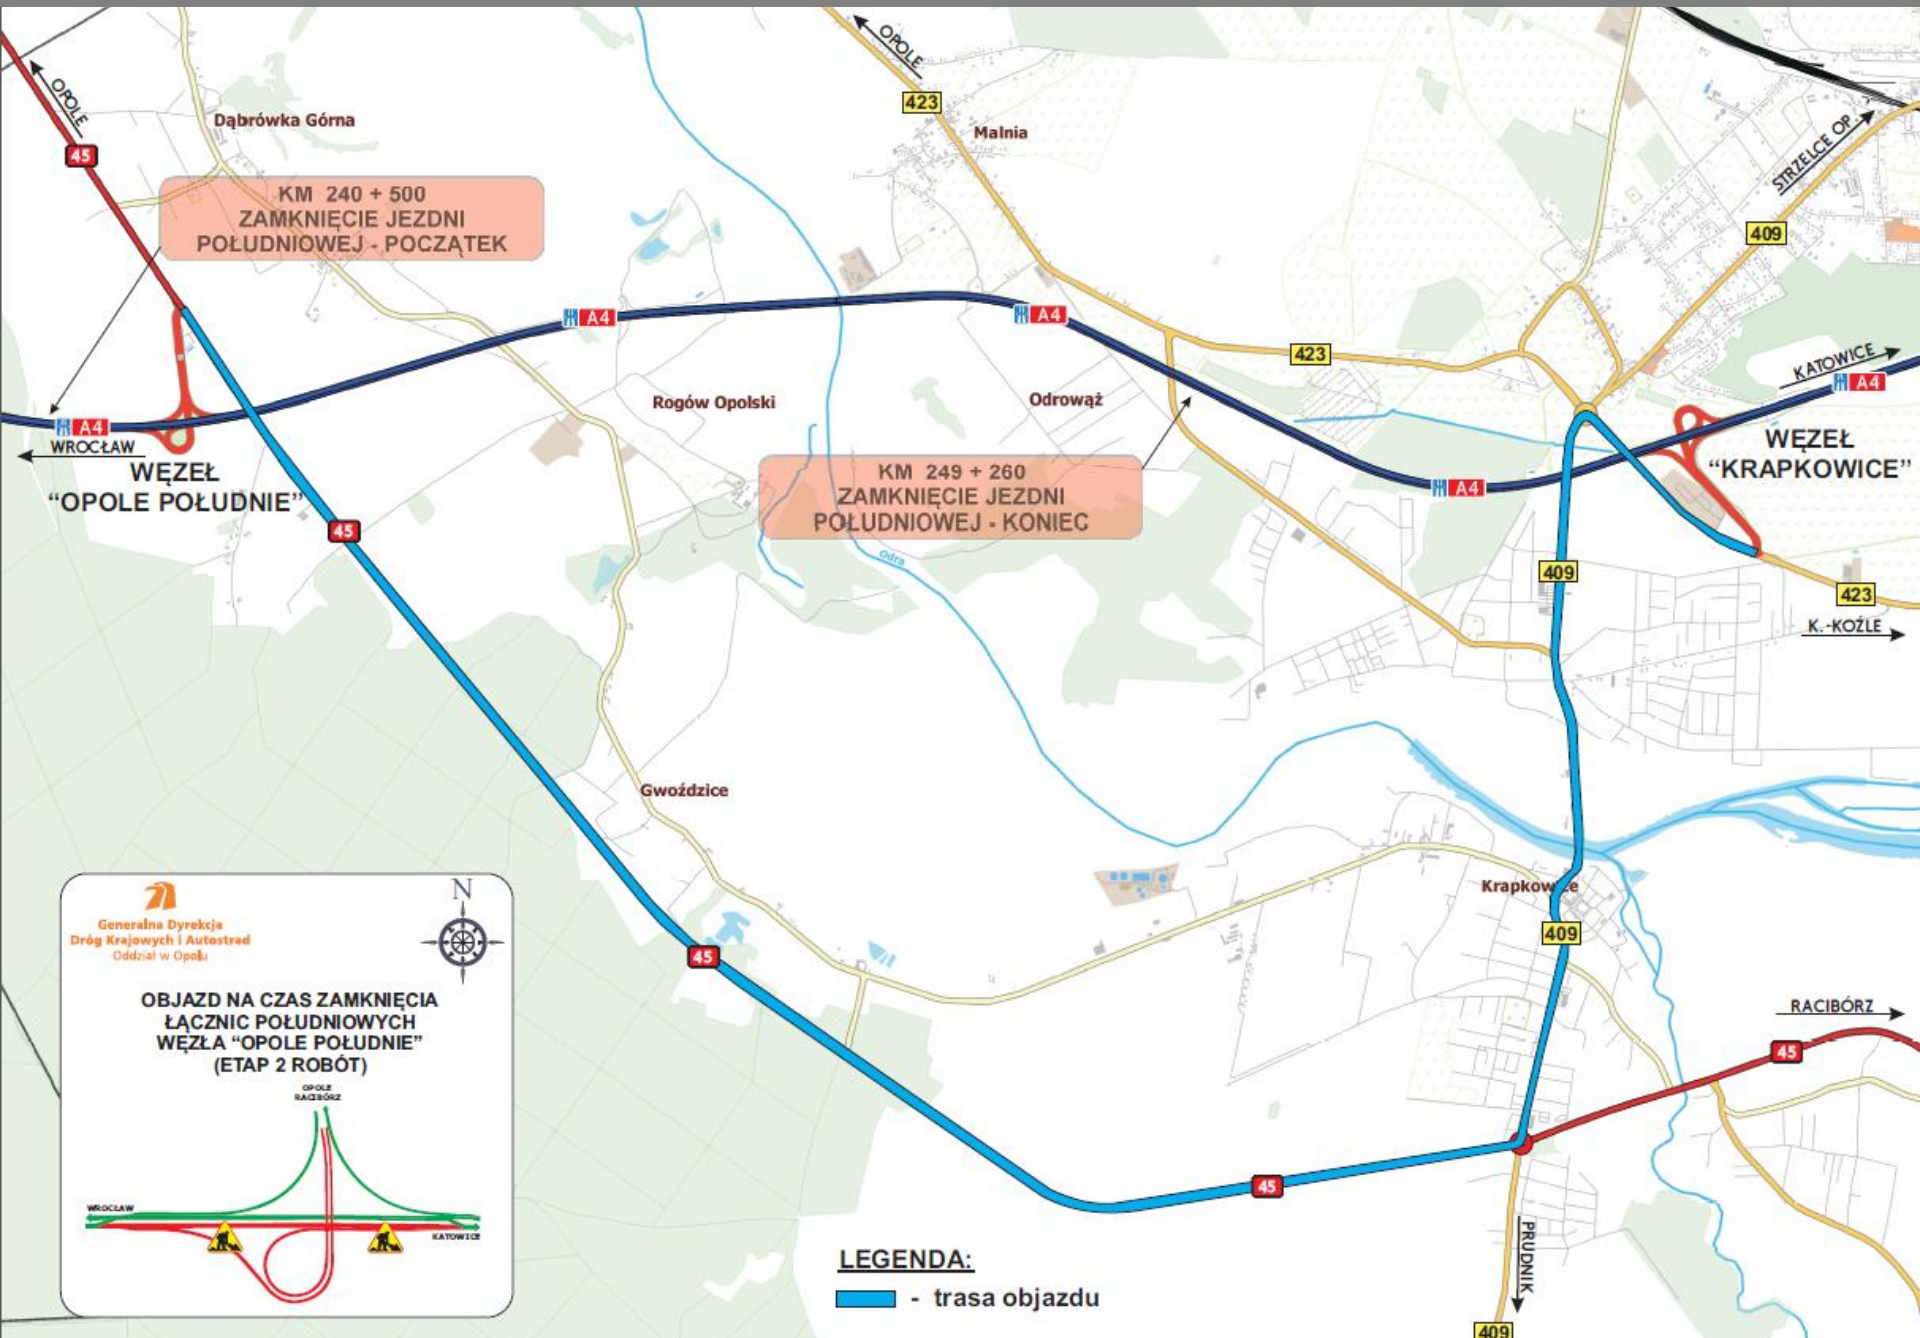 OPOLE
OPOLE
423
Dąbrówka Górna
Malnia
45
STRZELCE OP.
KM 240 + 500
ZAMKNIĘCIE JEZDNI
POŁUDNIOWEJ - POCZĄTEK
409
A4
A4
423
KATOWICE
A4
Rogów Opolski
Odrowąż
A4
WROCŁAW
WĘZEŁ
"OPOLE POŁUDNIE"
WĘZEŁ
"KRAPKOWICE"
KM 249 + 260
ZAMKNIĘCIE JEZDNI
POŁUDNIOWEJ - KONIEC
A4
45
Odra
409
423
K.-KOŹLE
Gwoździce
Krapkowice
409
45
RACIBÓRZ
45
45
PRUDNIK
409
Generalna Dyrekcja
Dróg Krajowych i Autostrad
Oddział w Opolu
N
OBJAZD NA CZAS ZAMKNIĘCIA
ŁĄCZNIC POŁUDNIOWYCH
WĘZŁA "OPOLE POŁUDNIE"
(ETAP 2 ROBÓT)
OPOLE
RACIBÓRZ
WROCŁAW
KATOWICE
LEGENDA:
- trasa objazdu